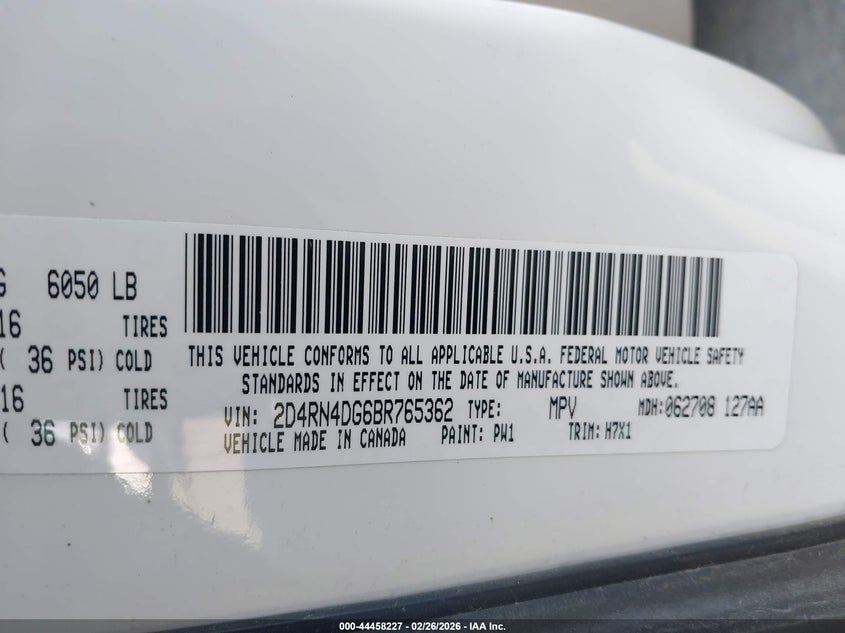 G 6050 LB
16 TIRES
( 36 PSI) COLD
16 TIRES
( 36 PSI) COLD
THIS VEHICLE CONFORMS TO ALL APPLICABLE U.S.A. FEDERAL MOTOR VEHICLE SAFETY
STANDARDS IN EFFECT ON THE DATE OF MANUFACTURE SHOWN ABOVE.
VIN: 2D4RN4DG6BR765362 TYPE: MPV MDH:062708 127AA
VEHICLE MADE IN CANADA PAINT: PW1 TRIM: H7X1
000-44458227 - 02/26/2026 - IAA Inc.